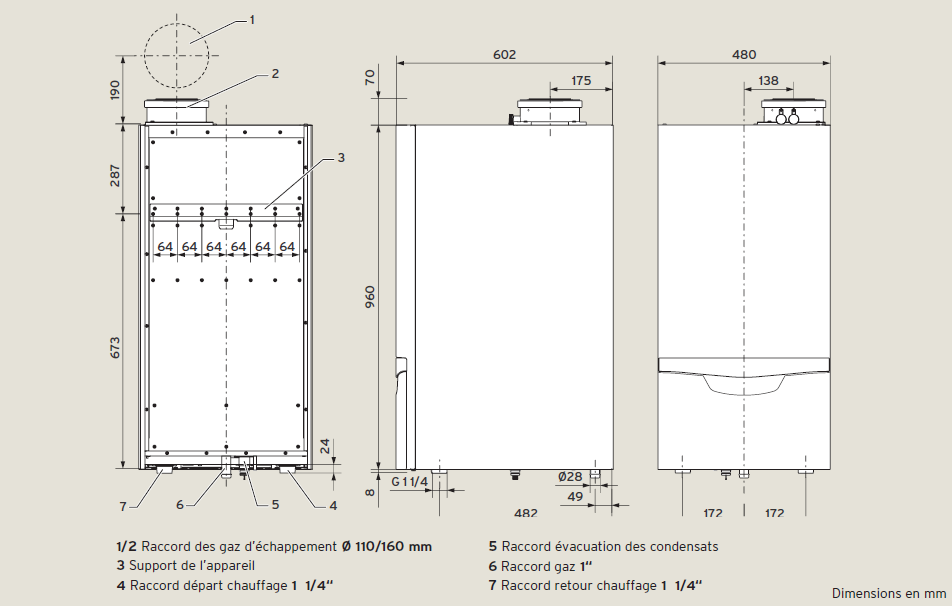 1
2
190
287
3
64 64 64 64 64 64
673
24
7
6
5
4
602
70
175
960
G 1 1/4
8
Ø28
49
482
480
138
172 172
1/2 Raccord des gaz d'échappement Ø 110/160 mm
3 Support de l'appareil
4 Raccord départ chauffage 1 1/4“
5 Raccord évacuation des condensats
6 Raccord gaz 1“
7 Raccord retour chauffage 1 1/4“
Dimensions en mm